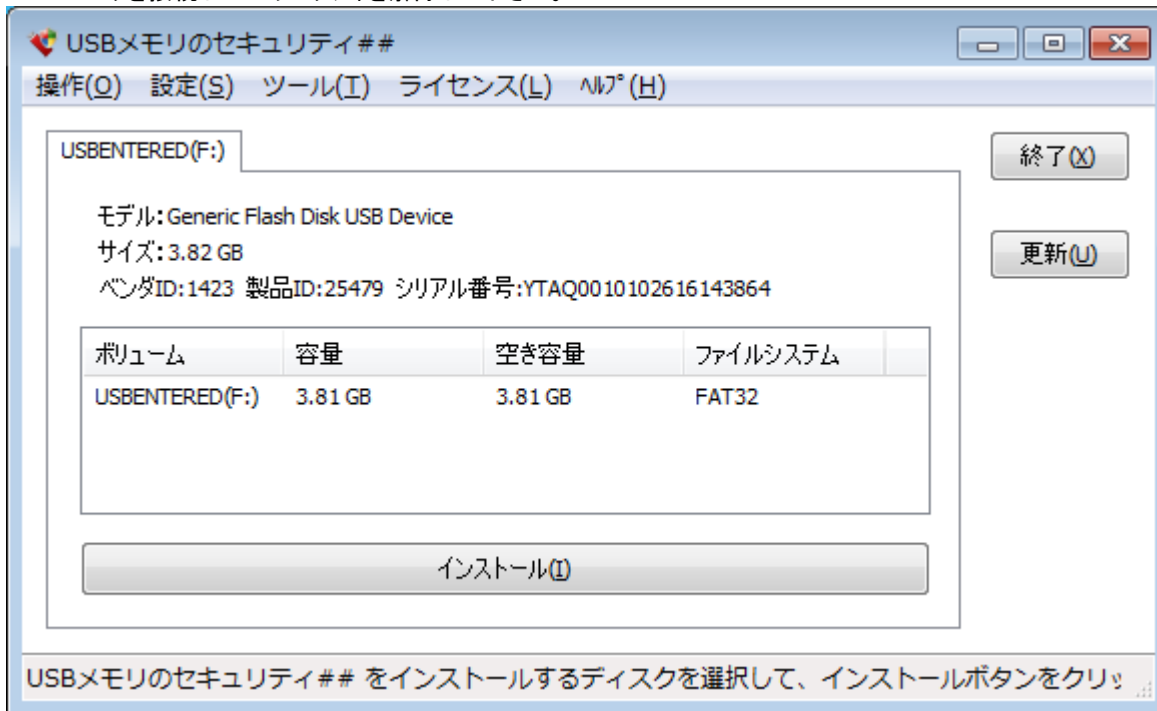 USBメモリのセキュリティ##
操作(O) 設定(S) ツール(T) ライセンス(L) ﾍﾙﾌﾟ(H)
USBENTERED(F:)
終了(X)
モデル:Generic Flash Disk USB Device
サイズ:3.82 GB
更新(U)
ベンダID:1423 製品ID:25479 シリアル番号:YTAQ0010102616143864
ボリューム 容量 空き容量 ファイルシステム
USBENTERED(F:) 3.81 GB 3.81 GB FAT32
インストール(I)
USBメモリのセキュリティ## をインストールするディスクを選択して、インストールボタンをクリッ